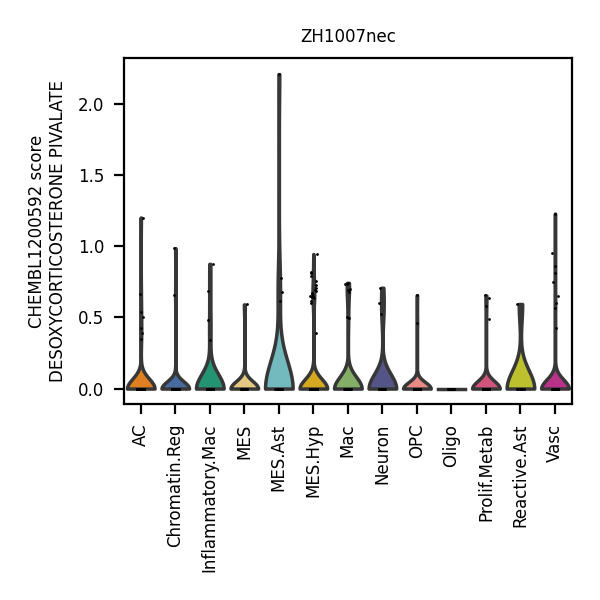 ZH1007nec
CHEMBL1200592 score
DESOXYCORTICOSTERONE PIVALATE
2.0
1.5
1.0
0.5
0.0
AC
Chromatin.Reg
Inflammatory.Mac
MES
MES.Ast
MES.Hyp
Mac
Neuron
OPC
Oligo
Prolif.Metab
Reactive.Ast
Vasc